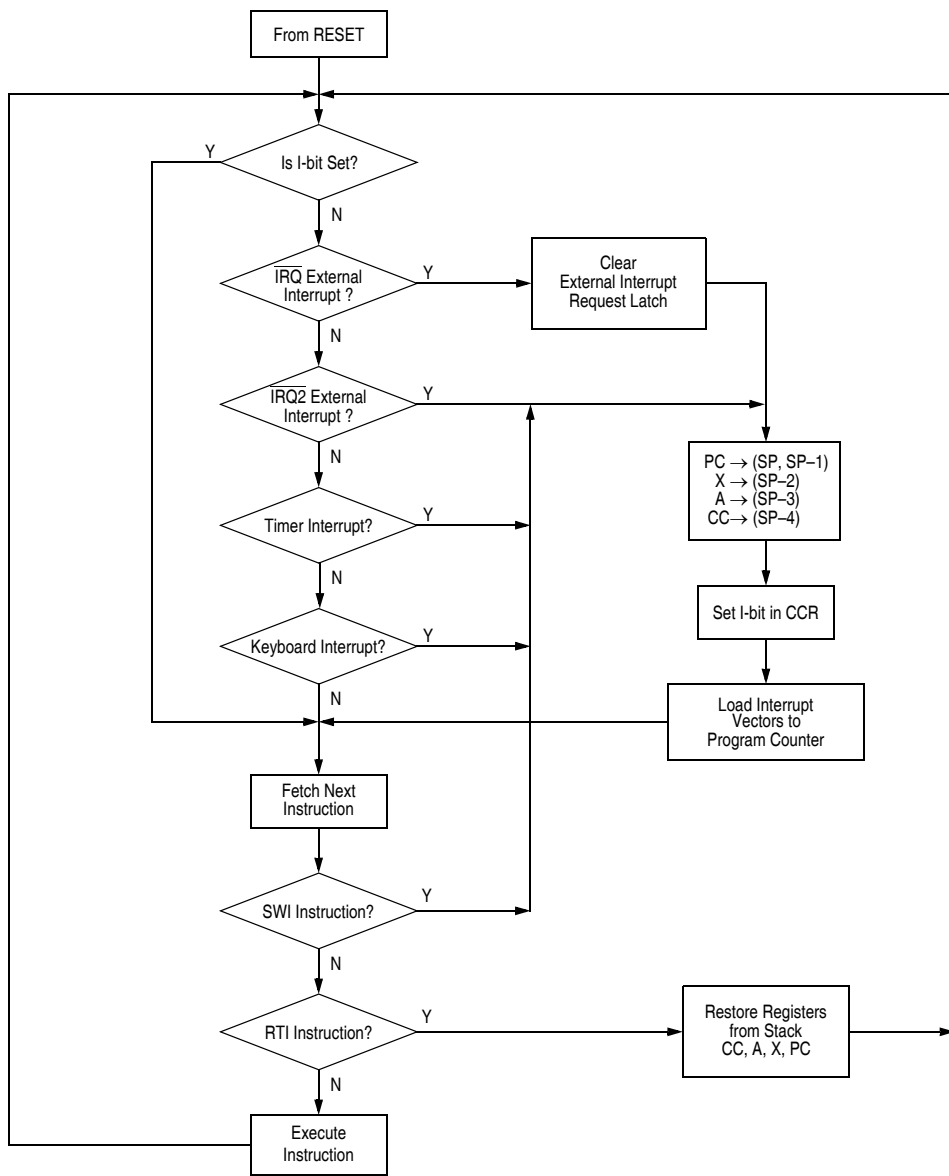 From RESET
Is I-bit Set?
Y
N
IRQ External
Interrupt ?
Y
N
Clear
External Interrupt
Request Latch
IRQ2 External
Interrupt ?
Y
N
PC → (SP, SP–1)
X → (SP–2)
A → (SP–3)
CC→ (SP–4)
Timer Interrupt?
Y
N
Set I-bit in CCR
Keyboard Interrupt?
Y
N
Load Interrupt
Vectors to
Program Counter
Fetch Next
Instruction
SWI Instruction?
Y
N
RTI Instruction?
Y
N
Restore Registers
from Stack
CC, A, X, PC
Execute
Instruction